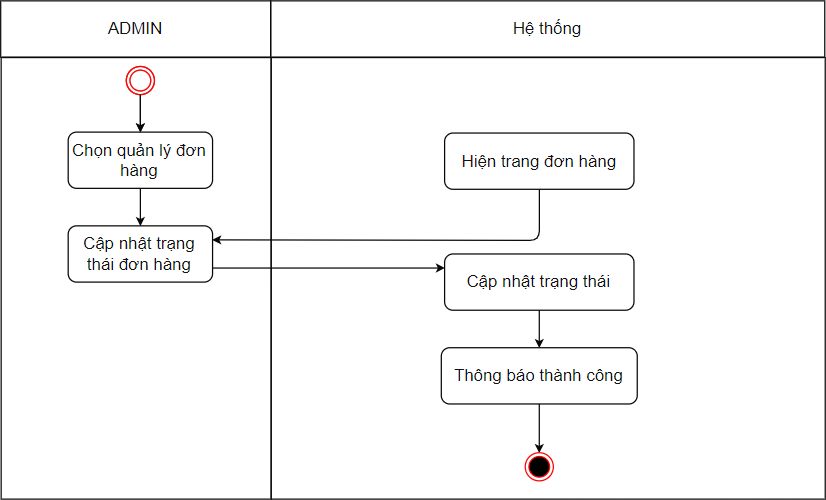 ADMIN
Hệ thống
Chọn quản lý đơn
hàng
Hiện trang đơn hàng
Cập nhật trạng
thái đơn hàng
Cập nhật trạng thái
Thông báo thành công